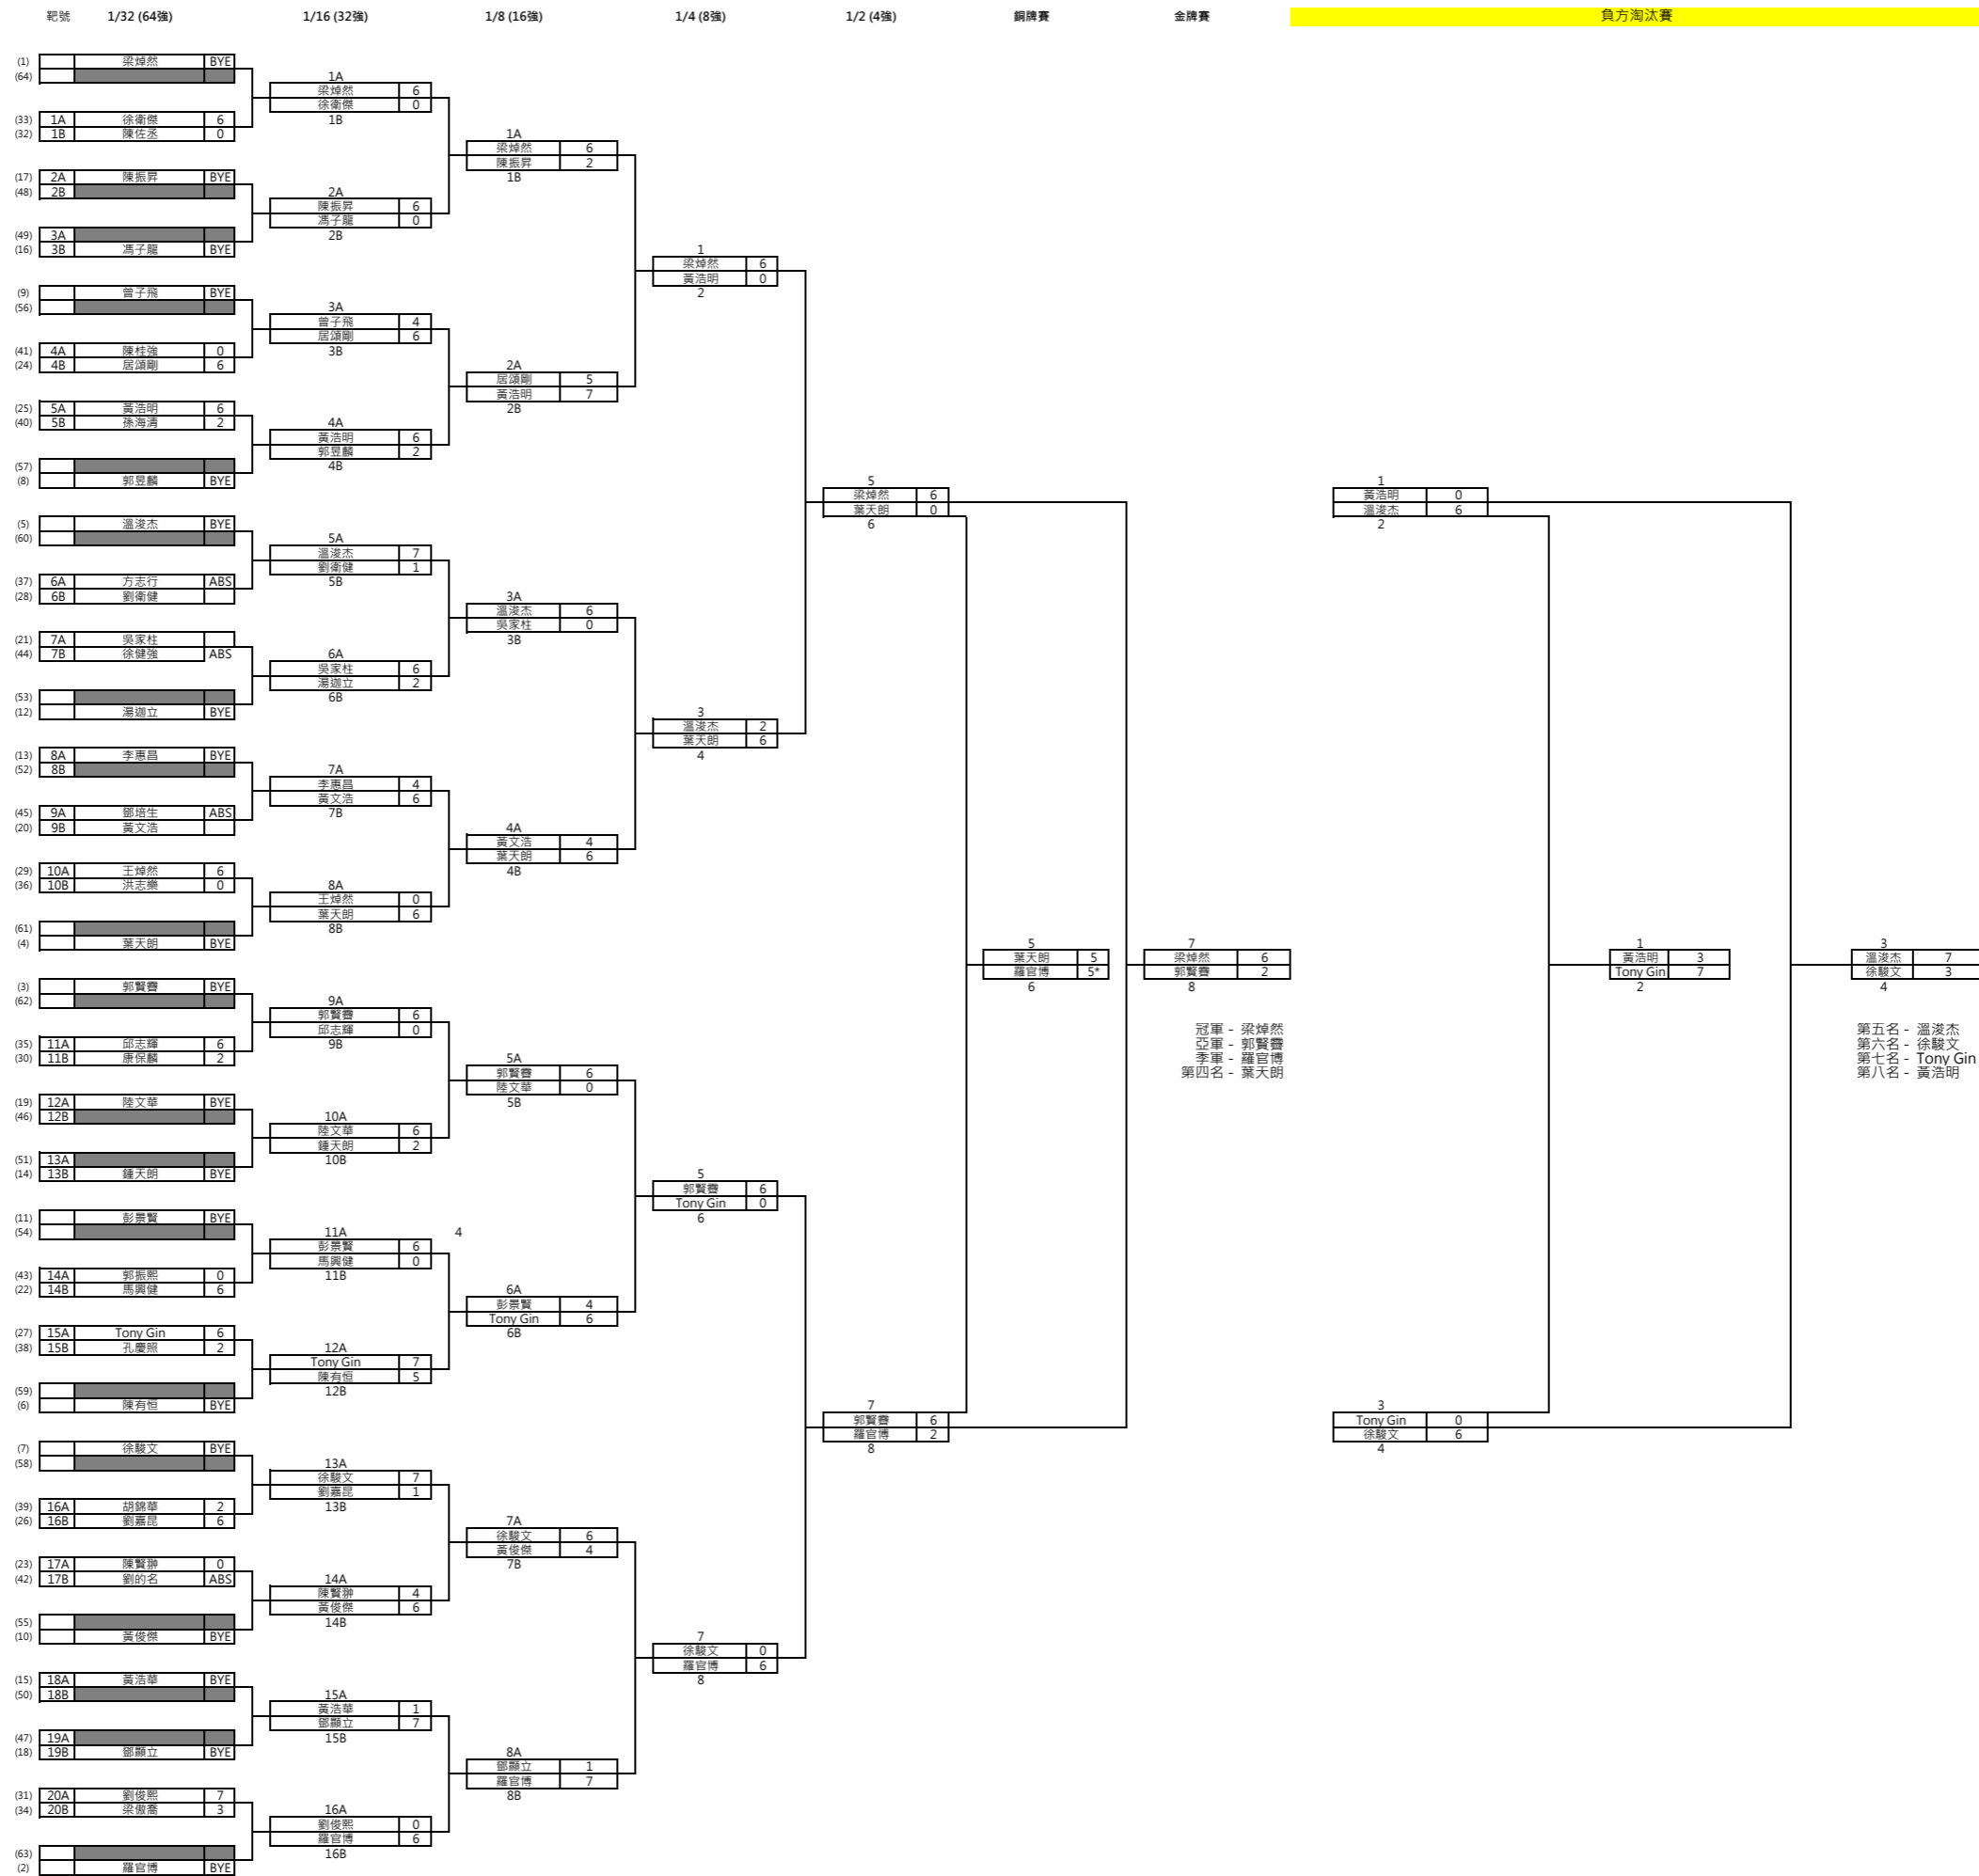 靶號 1/32 (64強) 1/16 (32強) 1/8 (16強) 1/4 (8強) 1/2 (4強) 銅牌賽 金牌賽 負方淘汰賽
(1) 梁焯然 BYE
(64)
(33) 1A 徐衛傑 6
(32) 1B 陳佐丞 0
(17) 2A 陳振昇 BYE
(48) 2B
(49) 3A
(16) 3B 馮子龍 BYE
(9) 曾子飛 BYE
(56)
(41) 4A 陳桂強 0
(24) 4B 居頌剛 6
(25) 5A 黃浩明 6
(40) 5B 孫海清 2
(57)
(8) 郭昱麟 BYE
(5) 溫浚杰 BYE
(60)
(37) 6A 方志行 ABS
(28) 6B 劉衛健
(21) 7A 吳家柱
(44) 7B 徐健強 ABS
(53)
(12) 湯迦立 BYE
(13) 8A 李惠昌 BYE
(52) 8B
(45) 9A 鄧培生 ABS
(20) 9B 黃文浩
(29) 10A 王焯然 6
(36) 10B 洪志樂 0
(61)
(4) 葉天朗 BYE
(3) 郭賢霽 BYE
(62)
(35) 11A 邱志輝 6
(30) 11B 康保麟 2
(19) 12A 陸文華 BYE
(46) 12B
(51) 13A
(14) 13B 鍾天朗 BYE
(11) 彭景賢 BYE
(54)
(43) 14A 郭振熙 0
(22) 14B 馬興健 6
(27) 15A Tony Gin 6
(38) 15B 孔慶照 2
(59)
(6) 陳有恒 BYE
(7) 徐駿文 BYE
(58)
(39) 16A 胡錦華 2
(26) 16B 劉嘉昆 6
(23) 17A 陳賢翀 0
(42) 17B 劉的名 ABS
(55)
(10) 黃俊傑 BYE
(15) 18A 黃浩華 BYE
(50) 18B
(47) 19A
(18) 19B 鄧顯立 BYE
(31) 20A 劉俊熙 7
(34) 20B 梁傲喬 3
(63)
(2) 羅官博 BYE
1A
梁焯然 6
徐衛傑 0
1B
2A
陳振昇 6
馮子龍 0
2B
3A
曾子飛 4
居頌剛 6
3B
4A
黃浩明 6
郭昱麟 2
4B
5A
溫浚杰 7
劉衛健 1
5B
6A
吳家柱 6
湯迦立 2
6B
7A
李惠昌 4
黃文浩 6
7B
8A
王焯然 0
葉天朗 6
8B
9A
郭賢霽 6
邱志輝 0
9B
10A
陸文華 6
鍾天朗 2
10B
11A 4
彭景賢 6
馬興健 0
11B
12A
Tony Gin 7
陳有恒 5
12B
13A
徐駿文 7
劉嘉昆 1
13B
14A
陳賢翀 4
黃俊傑 6
14B
15A
黃浩華 1
鄧顯立 7
15B
16A
劉俊熙 0
羅官博 6
16B
1A
梁焯然 6
陳振昇 2
1B
2A
居頌剛 5
黃浩明 7
2B
3A
溫浚杰 6
吳家柱 0
3B
4A
黃文浩 4
葉天朗 6
4B
5A
郭賢霽 6
陸文華 0
5B
6A
彭景賢 4
Tony Gin 6
6B
7A
徐駿文 6
黃俊傑 4
7B
8A
鄧顯立 1
羅官博 7
8B
1
梁焯然 6
黃浩明 0
2
3
溫浚杰 2
葉天朗 6
4
5
郭賢霽 6
Tony Gin 0
6
7
徐駿文 0
羅官博 6
8
5
梁焯然 6
葉天朗 0
6
7
郭賢霽 6
羅官博 2
8
5
葉天朗 5
羅官博 5*
6
7
梁焯然 6
郭賢霽 2
8
冠軍 - 梁焯然
亞軍 - 郭賢霽
季軍 - 羅官博
第四名 - 葉天朗
1
黃浩明 0
溫浚杰 6
2
3
Tony Gin 0
徐駿文 6
4
1
黃浩明 3
Tony Gin 7
2
3
溫浚杰 7
徐駿文 3
4
第五名 - 溫浚杰
第六名 - 徐駿文
第七名 - Tony Gin
第八名 - 黃浩明